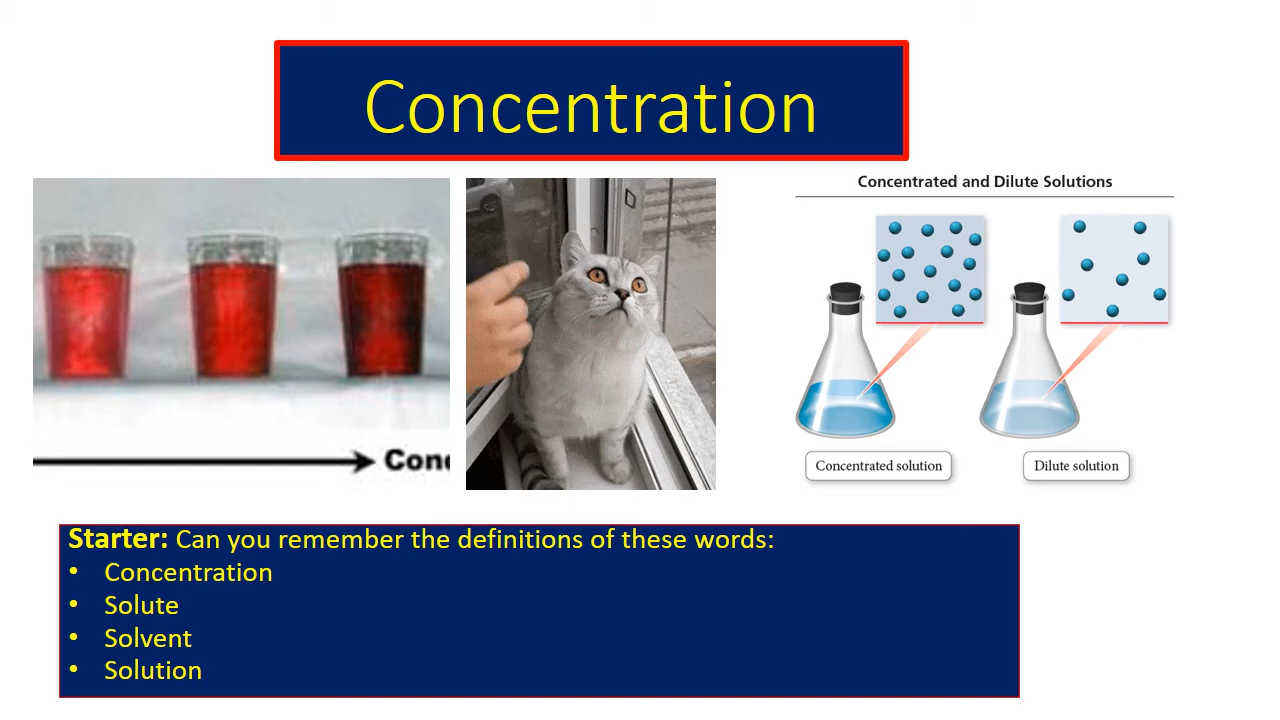 Concentration
Concentrated and Dilute Solutions
Concentrated solution
Dilute solution
Starter: Can you remember the definitions of these words:
• Concentration
• Solute
• Solvent
• Solution